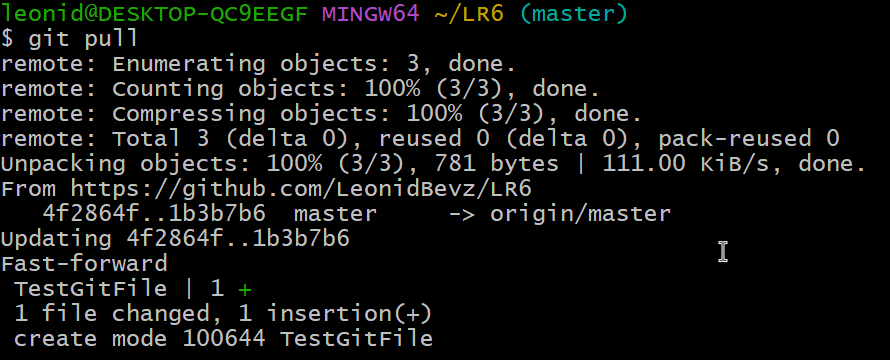 leonid@DESKTOP-QC9EEGF MINGW64 ~/LR6 (master)
$ git pull
remote: Enumerating objects: 3, done.
remote: Counting objects: 100% (3/3), done.
remote: Compressing objects: 100% (3/3), done.
remote: Total 3 (delta 0), reused 0 (delta 0), pack-reused 0
Unpacking objects: 100% (3/3), 781 bytes | 111.00 KiB/s, done.
From https://github.com/LeonidBevz/LR6
   4f2864f..1b3b7b6  master     -> origin/master
Updating 4f2864f..1b3b7b6
Fast-forward
 TestGitFile | 1 +
 1 file changed, 1 insertion(+)
 create mode 100644 TestGitFile